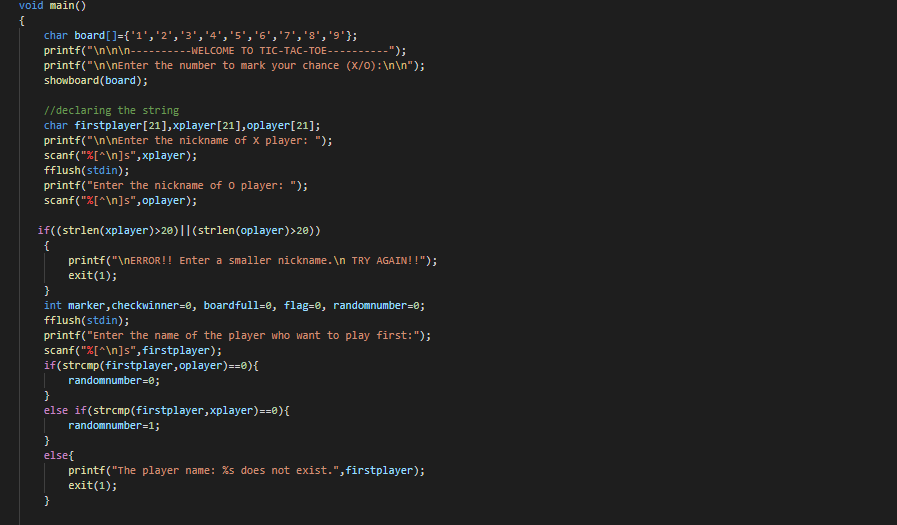 void main()
{
char board[]={'1','2','3','4','5','6','7','8','9'};
printf("\n\n\n----------WELCOME TO TIC-TAC-TOE----------");
printf("\n\nEnter the number to mark your chance (X/O):\n\n");
showboard(board);
//declaring the string
char firstplayer[21],xplayer[21],oplayer[21];
printf("\n\nEnter the nickname of X player: ");
scanf("%[^\n]s",xplayer);
fflush(stdin);
printf("Enter the nickname of O player: ");
scanf("%[^\n]s",oplayer);
if((strlen(xplayer)>20)||(strlen(oplayer)>20))
{
printf("\nERROR!! Enter a smaller nickname.\n TRY AGAIN!!");
exit(1);
}
int marker,checkwinner=0, boardfull=0, flag=0, randomnumber=0;
fflush(stdin);
printf("Enter the name of the player who want to play first:");
scanf("%[^\n]s",firstplayer);
if(strcmp(firstplayer,oplayer)==0){
randomnumber=0;
}
else if(strcmp(firstplayer,xplayer)==0){
randomnumber=1;
}
else{
printf("The player name: %s does not exist.",firstplayer);
exit(1);
}